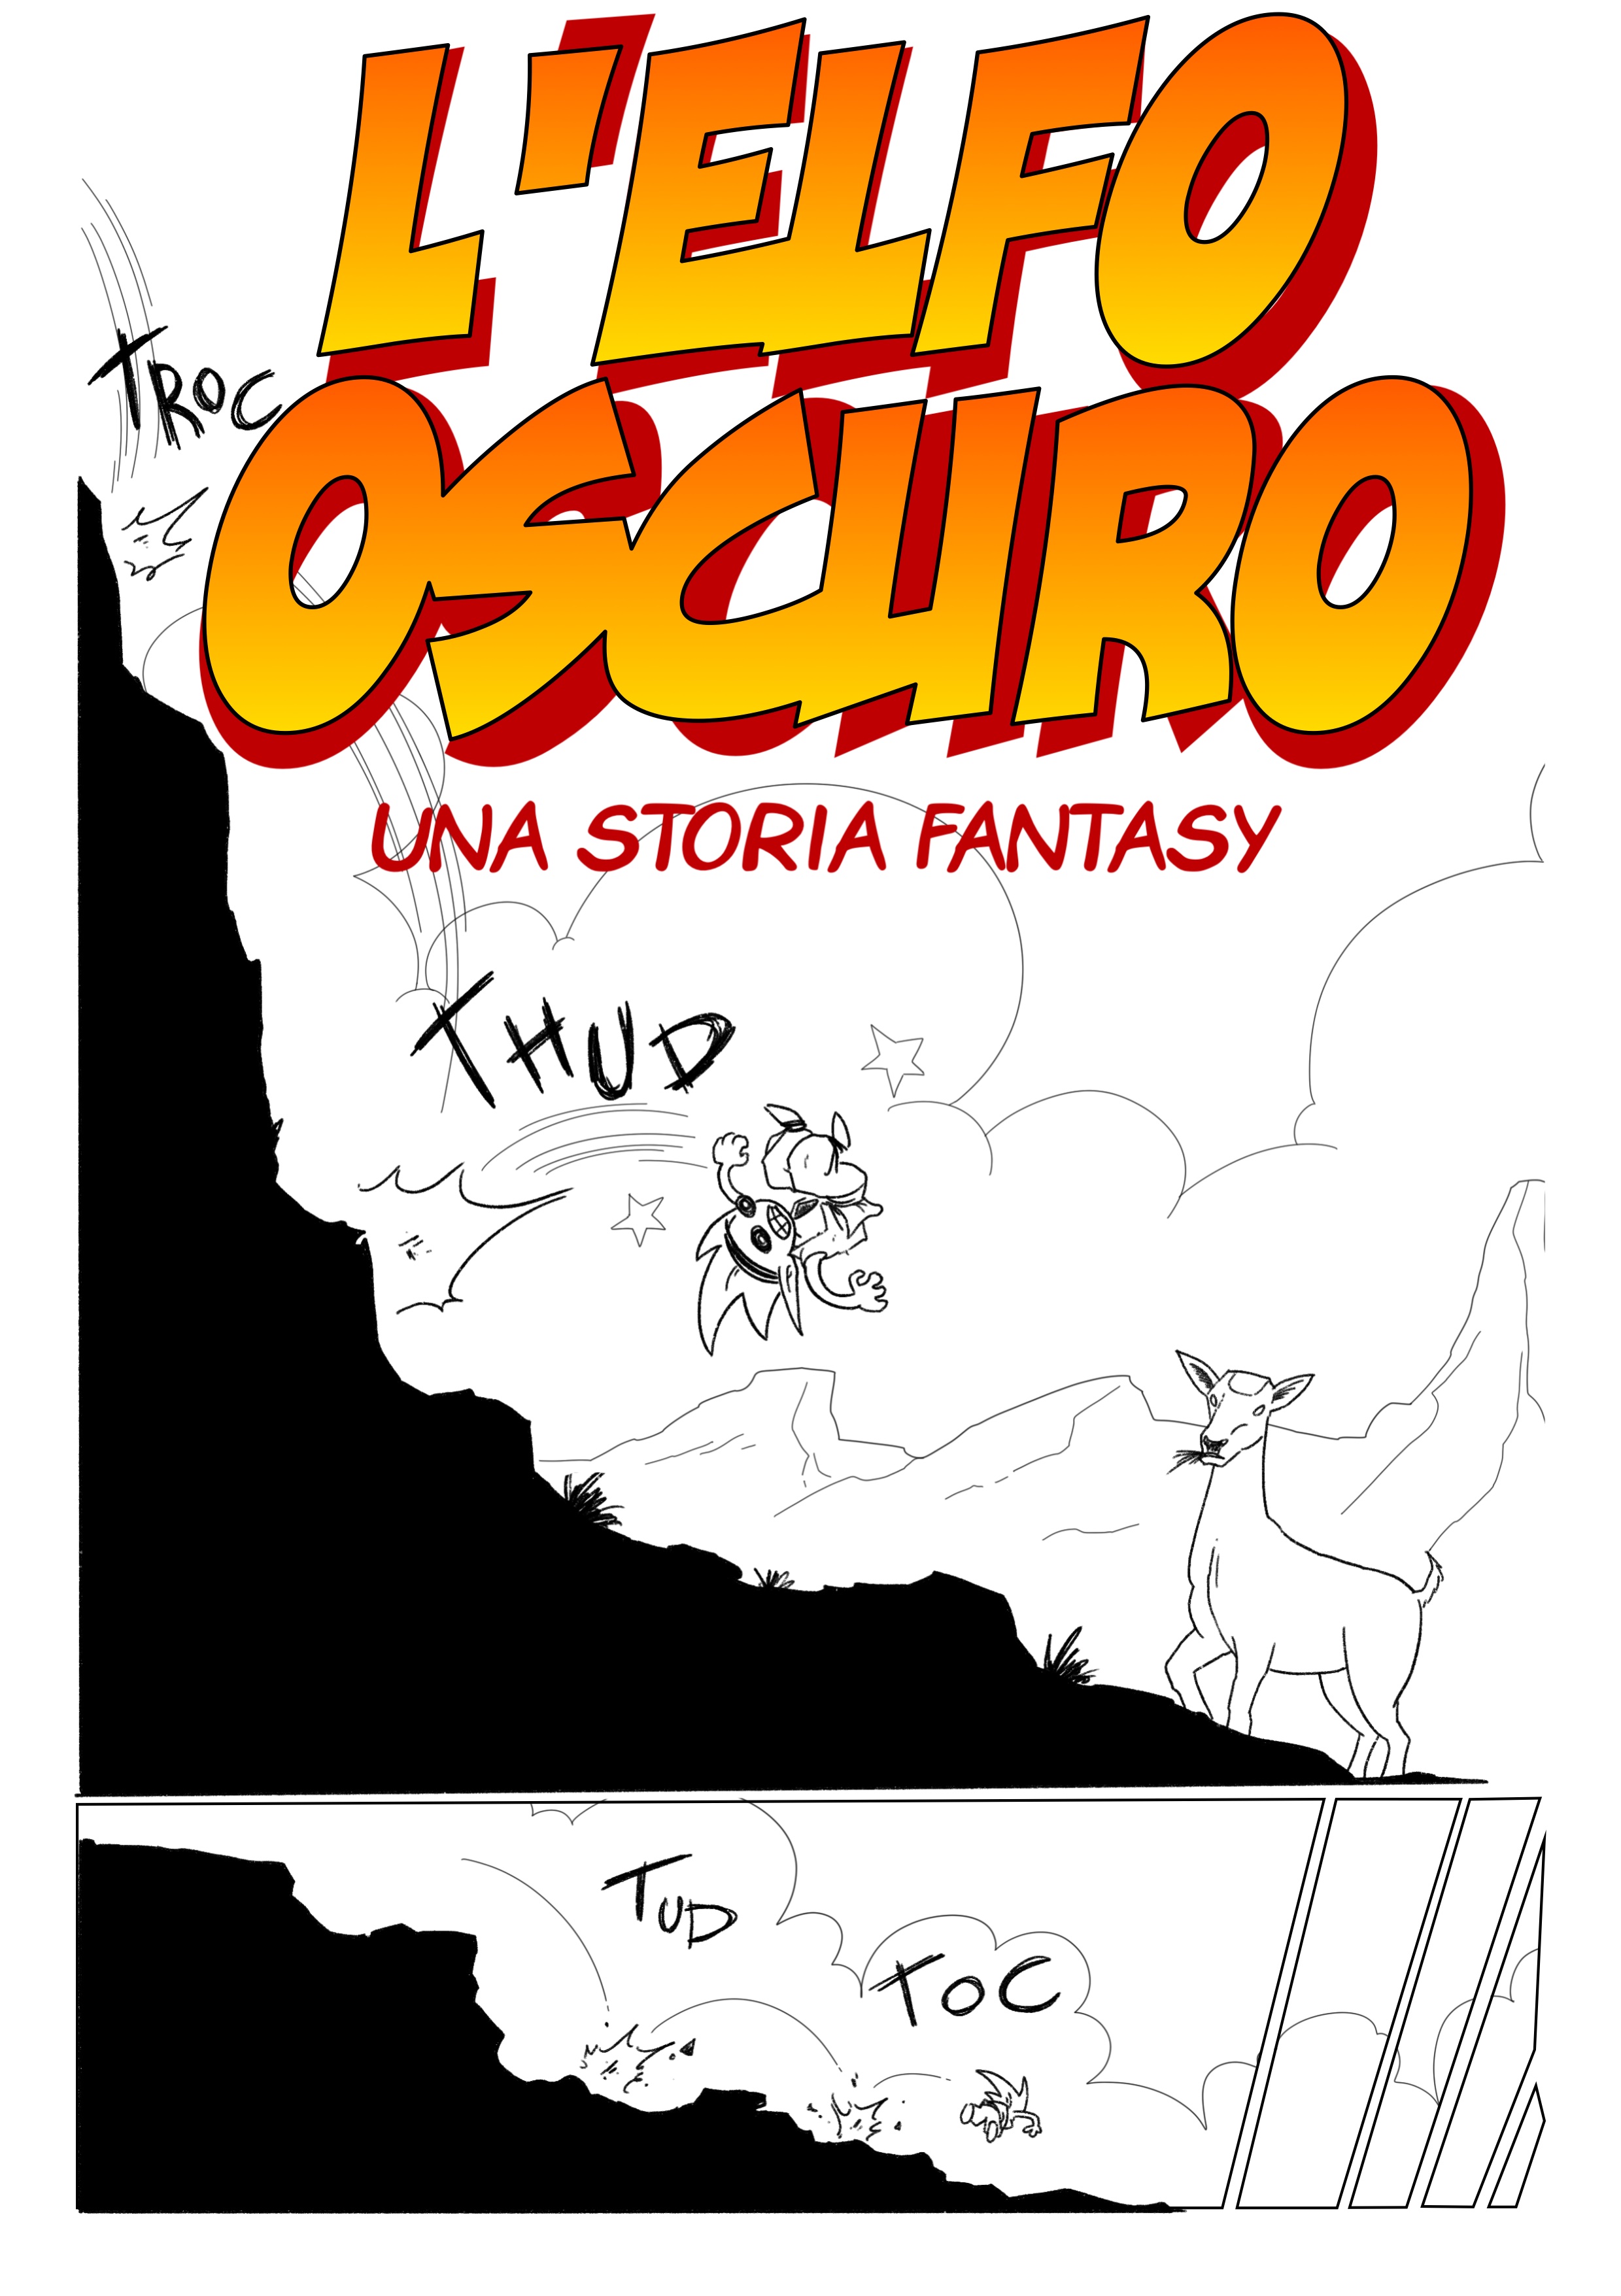 L'ELFO
TROC
OSCURO
UNA STORIA FANTASY
THUD
TUD
TOC